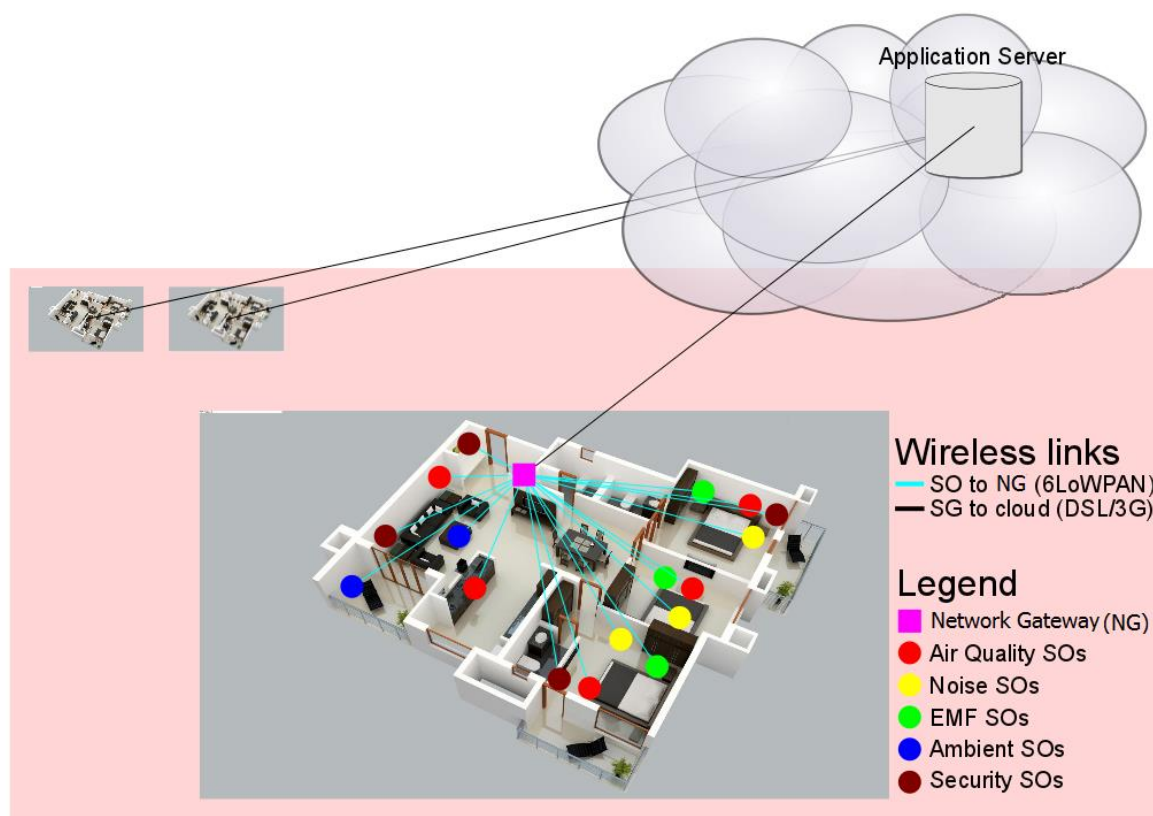 Application Server
Wireless links
SO to NG (6LoWPAN)
SG to cloud (DSL/3G)
Legend
Network Gateway (NG)
Air Quality SOs
Noise SOs
EMF SOs
Ambient SOs
Security SOs